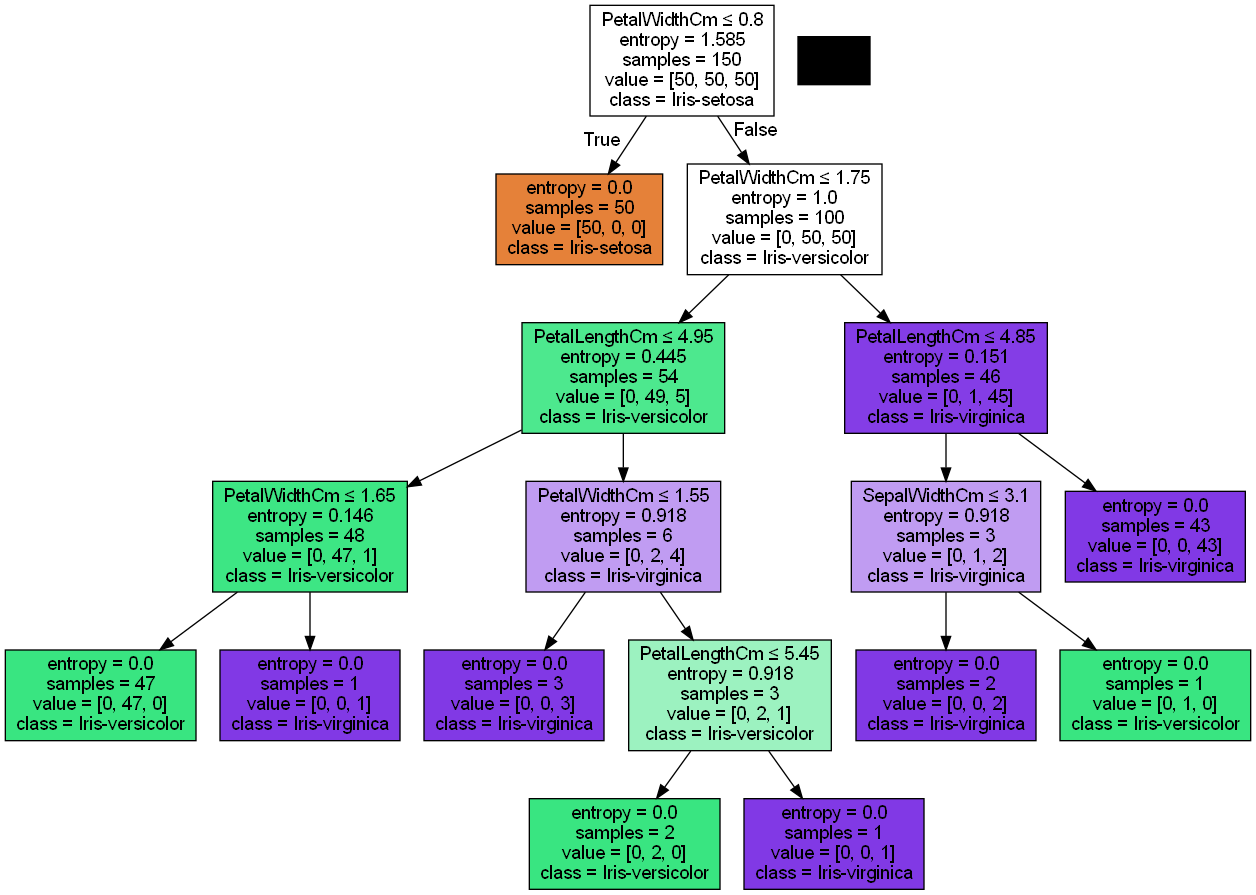 PetalWidthCm ≤ 0.8
entropy = 1.585
samples = 150
value = [50, 50, 50]
class = Iris-setosa
True
False
entropy = 0.0
samples = 50
value = [50, 0, 0]
class = Iris-setosa
PetalWidthCm ≤ 1.75
entropy = 1.0
samples = 100
value = [0, 50, 50]
class = Iris-versicolor
PetalLengthCm ≤ 4.95
entropy = 0.445
samples = 54
value = [0, 49, 5]
class = Iris-versicolor
PetalLengthCm ≤ 4.85
entropy = 0.151
samples = 46
value = [0, 1, 45]
class = Iris-virginica
PetalWidthCm ≤ 1.65
entropy = 0.146
samples = 48
value = [0, 47, 1]
class = Iris-versicolor
PetalWidthCm ≤ 1.55
entropy = 0.918
samples = 6
value = [0, 2, 4]
class = Iris-virginica
SepalWidthCm ≤ 3.1
entropy = 0.918
samples = 3
value = [0, 1, 2]
class = Iris-virginica
entropy = 0.0
samples = 43
value = [0, 0, 43]
class = Iris-virginica
entropy = 0.0
samples = 47
value = [0, 47, 0]
class = Iris-versicolor
entropy = 0.0
samples = 1
value = [0, 0, 1]
class = Iris-virginica
entropy = 0.0
samples = 3
value = [0, 0, 3]
class = Iris-virginica
PetalLengthCm ≤ 5.45
entropy = 0.918
samples = 3
value = [0, 2, 1]
class = Iris-versicolor
entropy = 0.0
samples = 2
value = [0, 0, 2]
class = Iris-virginica
entropy = 0.0
samples = 1
value = [0, 1, 0]
class = Iris-versicolor
entropy = 0.0
samples = 2
value = [0, 2, 0]
class = Iris-versicolor
entropy = 0.0
samples = 1
value = [0, 0, 1]
class = Iris-virginica